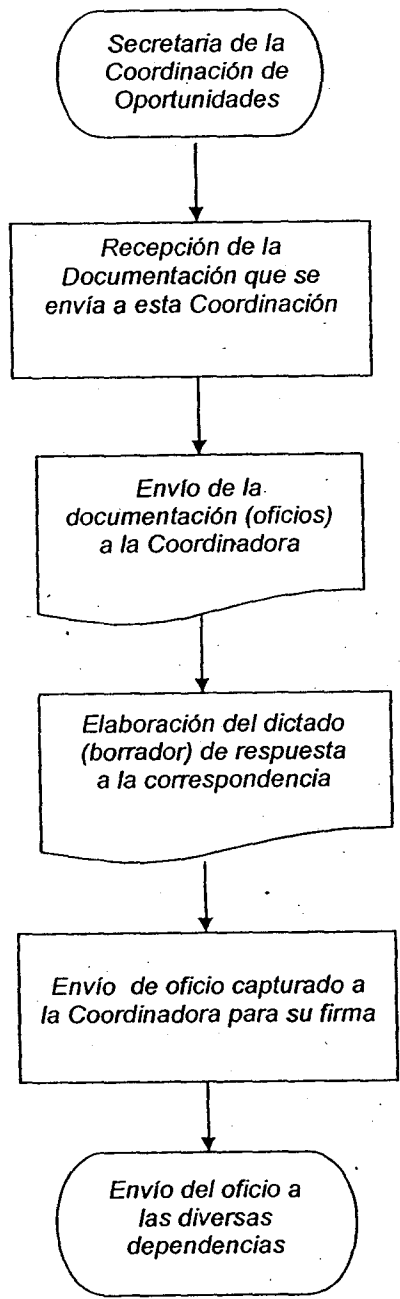 Secretaria de la
Coordinación de
Oportunidades
Recepción de la
Documentación que se
envía a esta Coordinación
Envío de la
documentación (oficios)
a la Coordinadora
Elaboración del dictado
(borrador) de respuesta
a la correspondencia
Envío de oficio capturado a
la Coordinadora para su firma
Envío del oficio a
las diversas
dependencias